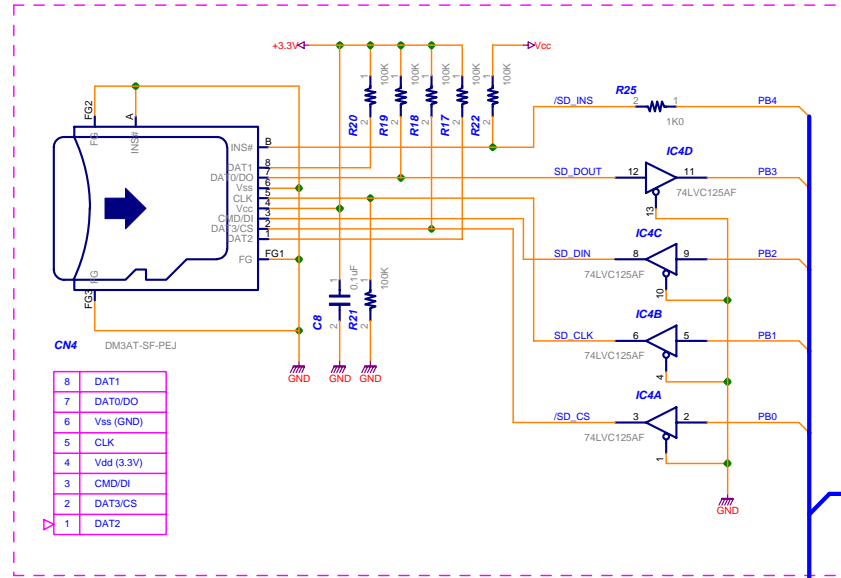 +3.3V
Vcc
1 100K 2 R20
1 100K 2 R19
1 100K 2 R18
1 100K 2 R17
1 100K 2 R22
/SD_INS 2 R25 1 PB4
1K0
FG2
FG
A
INS#
INS# B
DAT1 8
DAT0/DO 7
Vss 6
CLK 5
Vcc 4
CMD/DI 3
DAT3/CS 2
DAT2 1
FG FG1
FG
FG3
IC4D
SD_DOUT 12 11 PB3
74LVC125AF
13
IC4C
SD_DIN 8 9 PB2
74LVC125AF
10
1 0.1uF 2 C8
1 100K 2 R21
IC4B
SD_CLK 6 5 PB1
74LVC125AF
4
IC4A
/SD_CS 3 2 PB0
74LVC125AF
1
CN4 DM3AT-SF-PEJ
GND
GND
GND
GND
8 DAT1
7 DAT0/DO
6 Vss (GND)
5 CLK
4 Vdd (3.3V)
3 CMD/DI
2 DAT3/CS
1 DAT2